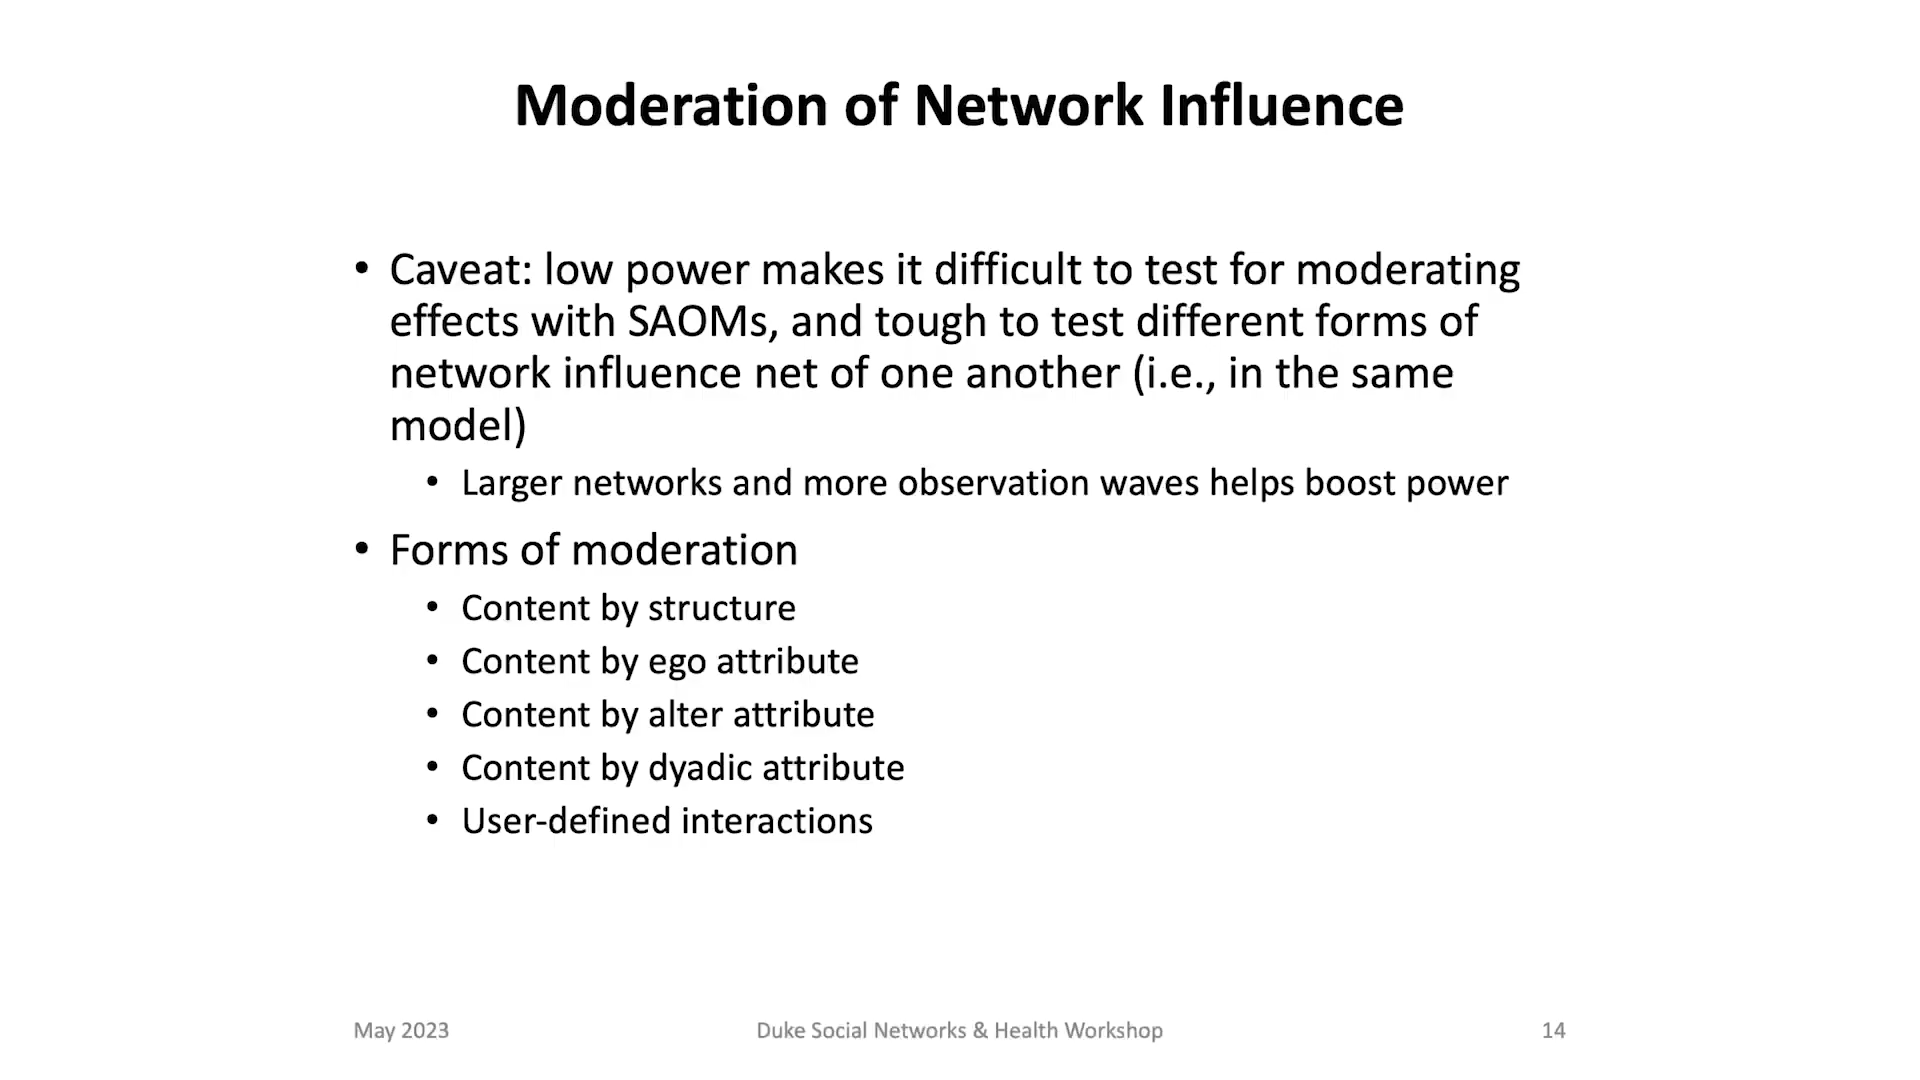 Moderation of Network Influence
• Caveat: low power makes it difficult to test for moderating
effects with SAOMs, and tough to test different forms of
network influence net of one another (i.e., in the same
model)
• Larger networks and more observation waves helps boost power
• Forms of moderation
• Content by structure
• Content by ego attribute
• Content by alter attribute
• Content by dyadic attribute
• User-defined interactions
May 2023
Duke Social Networks & Health Workshop
14